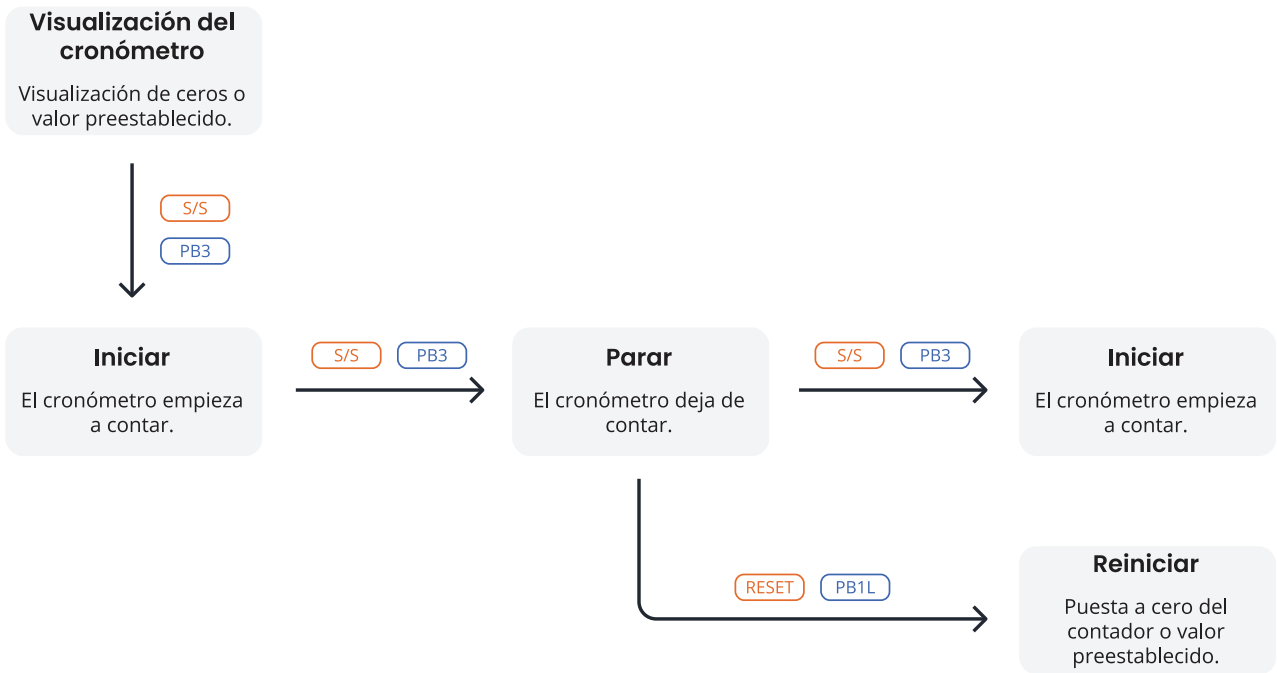 Visualización del
cronómetro
Visualización de ceros o
valor preestablecido.
S/S
PB3
Iniciar
El cronómetro empieza
a contar.
S/S PB3
Parar
El cronómetro deja de
contar.
S/S PB3
Iniciar
El cronómetro empieza
a contar.
RESET PB1L
Reiniciar
Puesta a cero del
contador o valor
preestablecido.